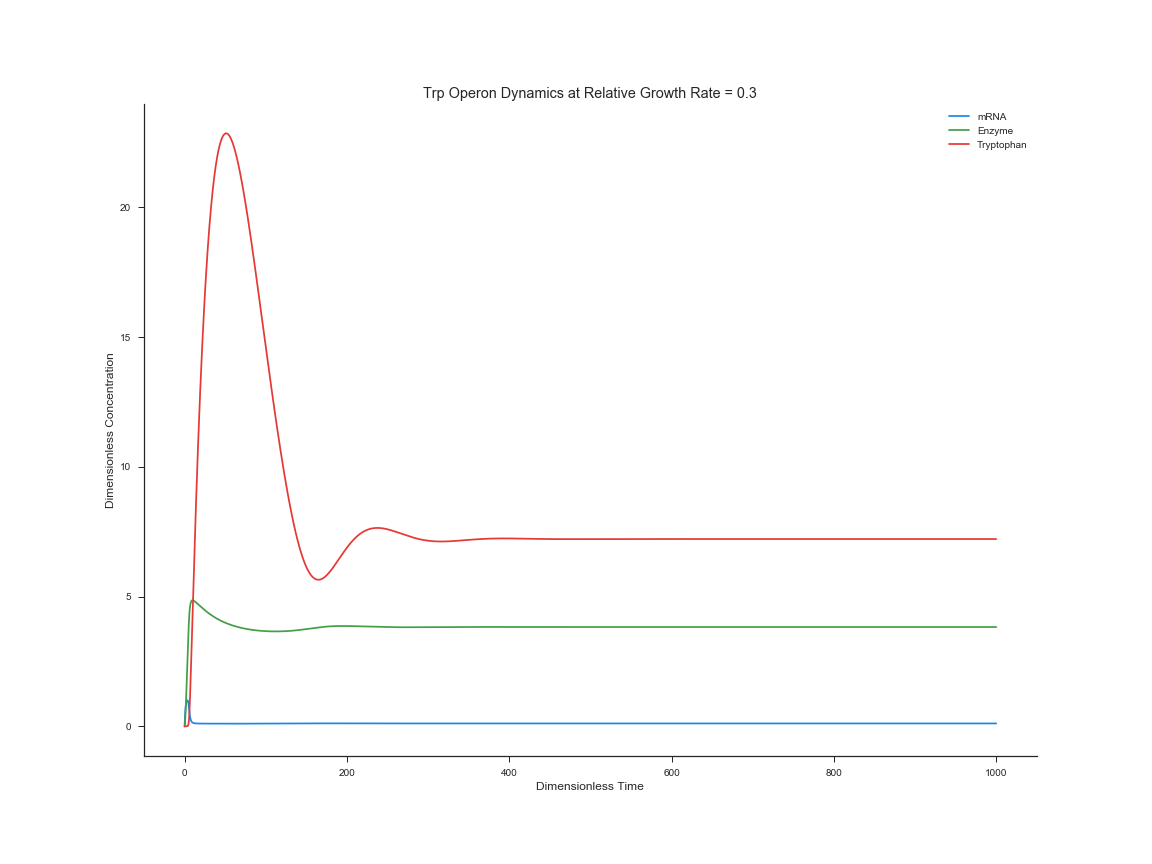 Trp Operon Dynamics at Relative Growth Rate = 0.3
mRNA
Enzyme
Tryptophan
Dimensionless Concentration
20
15
10
5
0
0 200 400 600 800 1000
Dimensionless Time